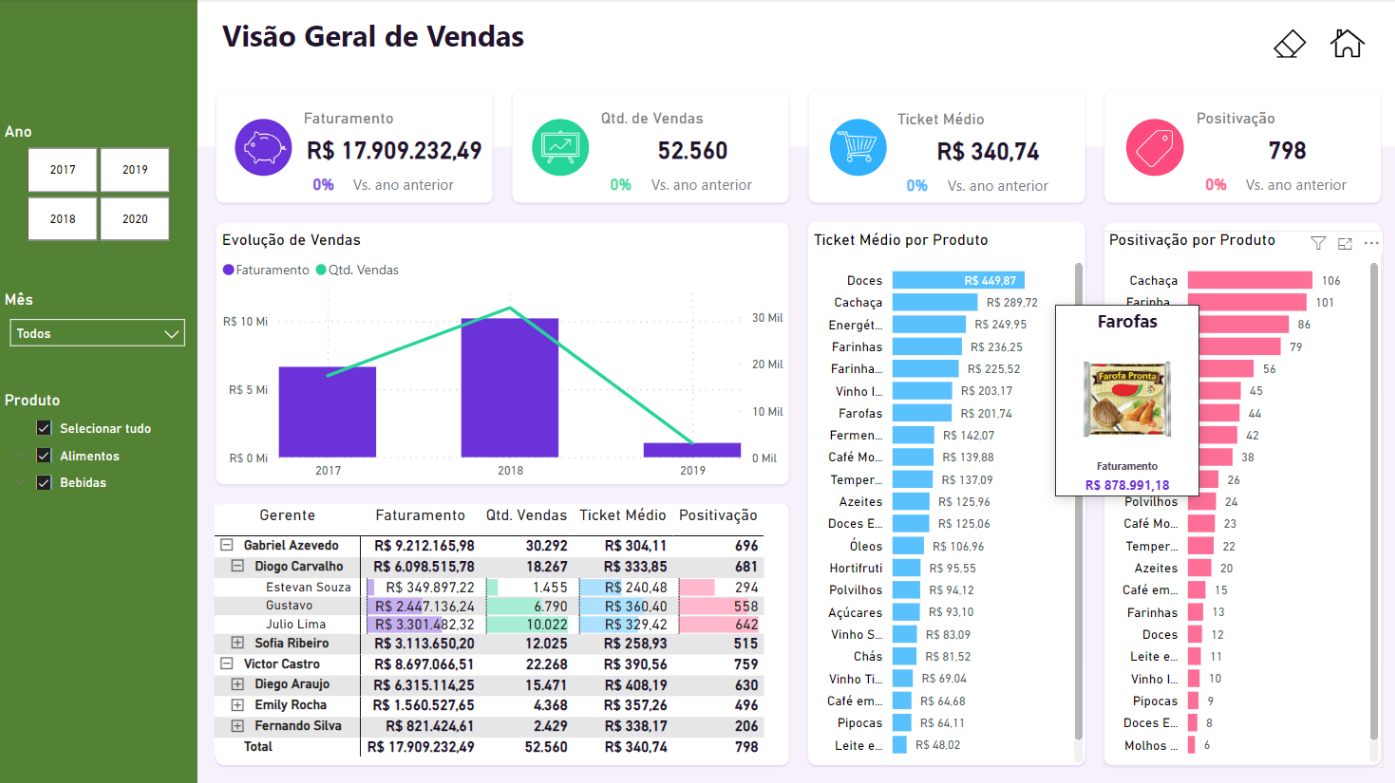 Visão Geral de Vendas
Ano
2017 2019
2018 2020
Mês
Todos
Produto
Selecionar tudo
Alimentos
Bebidas
Faturamento
R$ 17.909.232,49
0% Vs. ano anterior
Qtd. de Vendas
52.560
0% Vs. ano anterior
Ticket Médio
R$ 340,74
0% Vs. ano anterior
Positivação
798
0% Vs. ano anterior
Evolução de Vendas
Faturamento Qtd. Vendas
R$ 10 Mi 30 Mil
20 Mil
R$ 5 Mi
10 Mil
R$ 0 Mi 0 Mil
2017 2018 2019
Gerente Faturamento Qtd. Vendas Ticket Médio Positivação
Gabriel Azevedo R$ 9.212.165,98 30.292 R$ 304,11 696
Diogo Carvalho R$ 6.098.515,78 18.267 R$ 333,85 681
Estevan Souza R$ 349.897,22 1.455 R$ 240,48 294
Gustavo R$ 2.447.136,24 6.790 R$ 360,40 558
Julio Lima R$ 3.301.482,32 10.022 R$ 329,42 642
Sofia Ribeiro R$ 3.113.650,20 12.025 R$ 258,93 515
Victor Castro R$ 8.697.066,51 22.268 R$ 390,56 759
Diego Araujo R$ 6.315.114,25 15.471 R$ 408,19 630
Emily Rocha R$ 1.560.527,65 4.368 R$ 357,26 496
Fernando Silva R$ 821.424,61 2.429 R$ 338,17 206
Total R$ 17.909.232,49 52.560 R$ 340,74 798
Ticket Médio por Produto
Doces R$ 449,87
Cachaça R$ 289,72
Energét... R$ 249,95
Farinhas R$ 236,25
Farinha... R$ 225,52
Vinho I... R$ 203,17
Farofas R$ 201,74
Fermen... R$ 142,07
Café Mo... R$ 139,88
Temper... R$ 137,09
Azeites R$ 125,96
Doces E... R$ 125,06
Óleos R$ 106,96
Hortifruti R$ 95,55
Polvilhos R$ 94,12
Açúcares R$ 93,10
Vinho S... R$ 83,09
Chás R$ 81,52
Vinho Ti... R$ 69,04
Café em... R$ 64,68
Pipocas R$ 64,11
Leite e... R$ 48,02
Positivação por Produto
Cachaça 106
Farinha... 101
86
79
56
45
44
42
38
26
Polvilhos 24
Café Mo... 23
Temper... 22
Azeites 20
Café em... 15
Farinhas 13
Doces 12
Leite e... 11
Vinho I... 10
Pipocas 9
Doces E... 8
Molhos ... 6
Farofas
Farofa Pronta
Faturamento
R$ 878.991,18